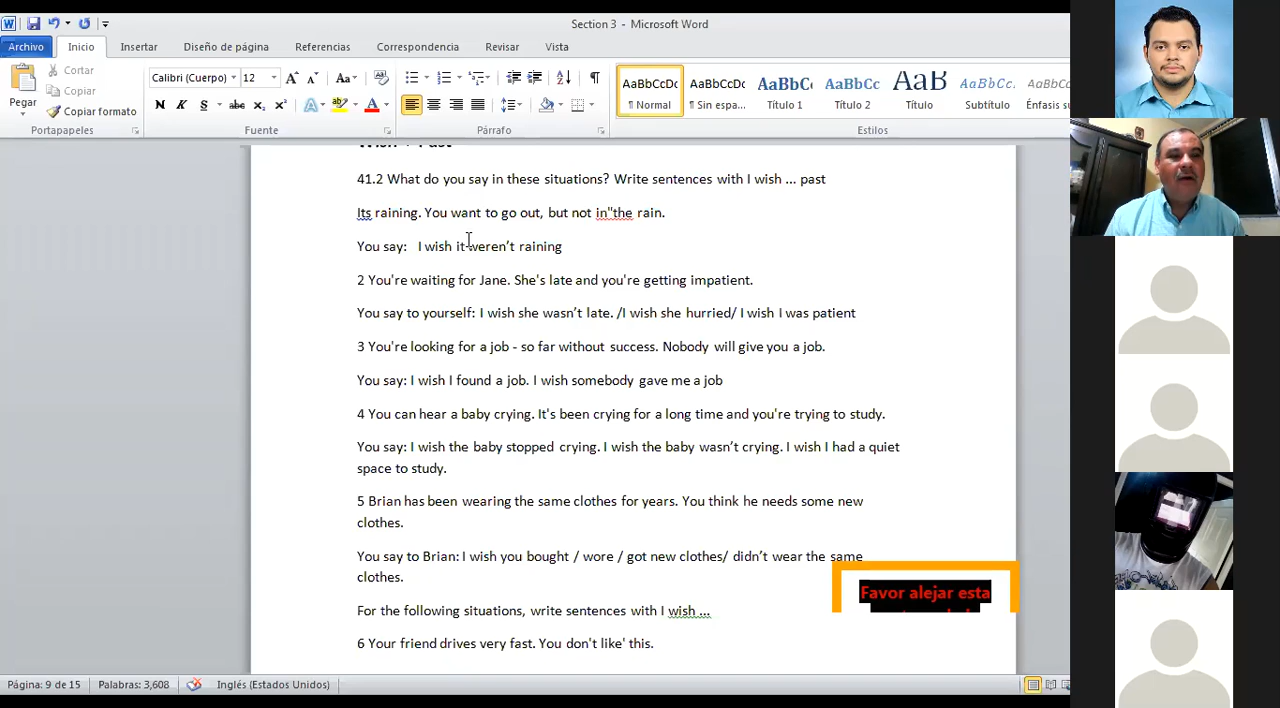 Section 3 - Microsoft Word
Archivo Inicio Insertar Diseño de página Referencias Correspondencia Revisar Vista
Pegar
Cortar
Copiar
Copiar formato
Calibri (Cuerpo) 12
AaBbCcDc AaBbCcDc AaBbC AaBbCc AaB AaBbCc AaBbCcD
¶ Normal ¶ Sin espa... Título 1 Título 2 Título Subtítulo Énfasis su
Portapapeles Fuente Párrafo Estilos
Wish + Past
41.2 What do you say in these situations? Write sentences with I wish ... past
Its raining. You want to go out, but not in"the rain.
You say: I wish it weren’t raining
2 You're waiting for Jane. She's late and you're getting impatient.
You say to yourself: I wish she wasn’t late. /I wish she hurried/ I wish I was patient
3 You're looking for a job - so far without success. Nobody will give you a job.
You say: I wish I found a job. I wish somebody gave me a job
4 You can hear a baby crying. It's been crying for a long time and you're trying to study.
You say: I wish the baby stopped crying. I wish the baby wasn’t crying. I wish I had a quiet
space to study.
5 Brian has been wearing the same clothes for years. You think he needs some new
clothes.
You say to Brian: I wish you bought / wore / got new clothes/ didn’t wear the same
clothes.
For the following situations, write sentences with I wish ...
6 Your friend drives very fast. You don't like' this.
Favor alejar esta
Página: 9 de 15 Palabras: 3,608 Inglés (Estados Unidos)